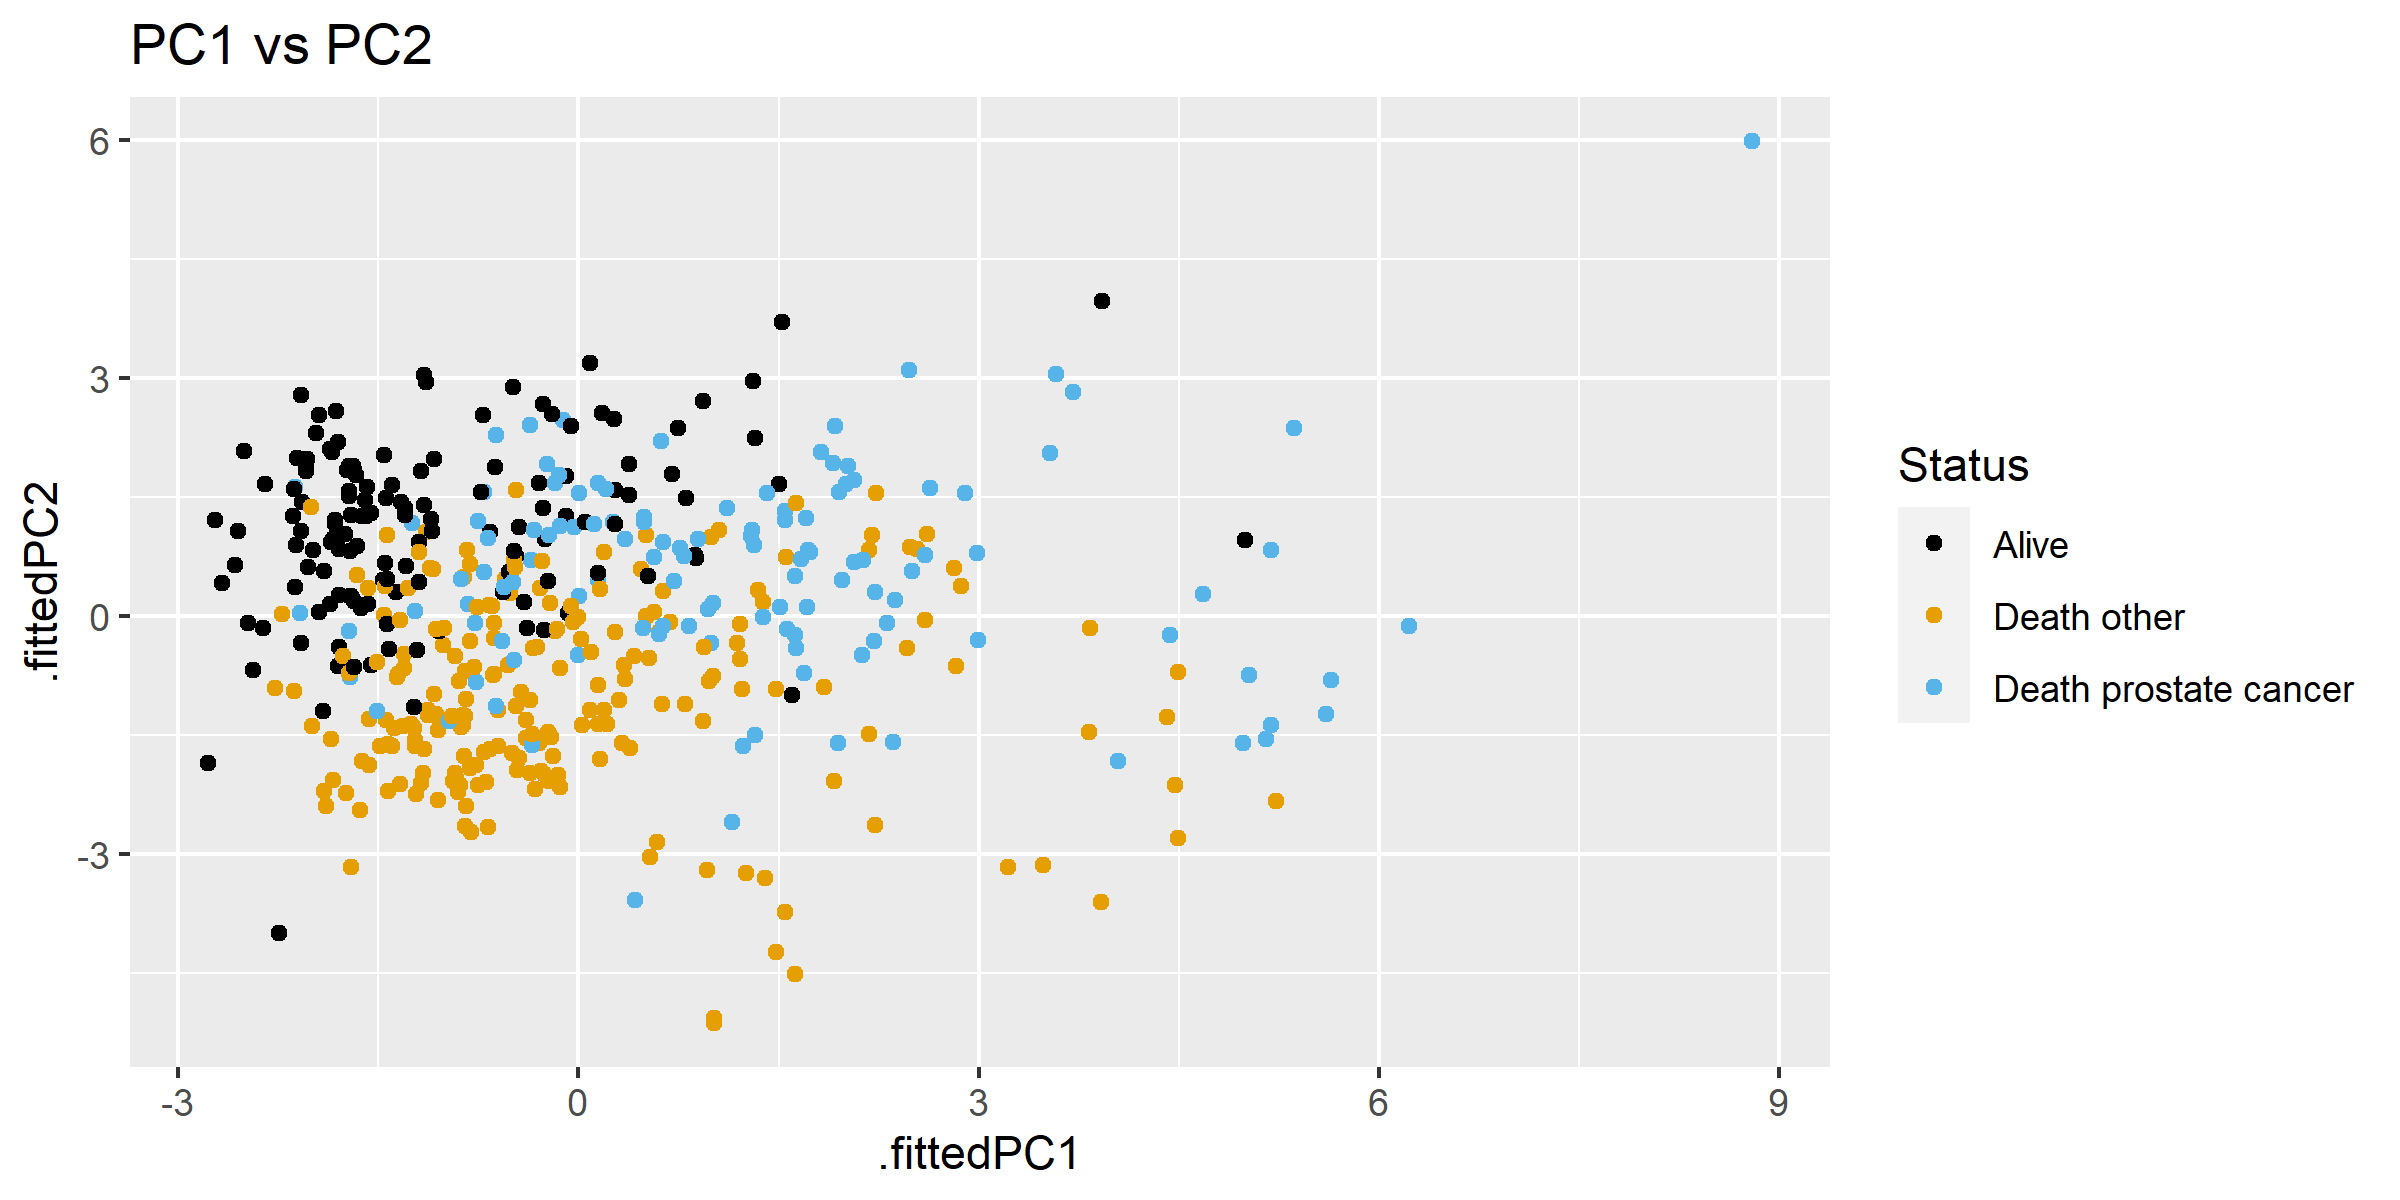 PC1 vs PC2
.fittedPC2
6
3
0
-3
-3
0
3
6
9
.fittedPC1
Status
Alive
Death other
Death prostate cancer